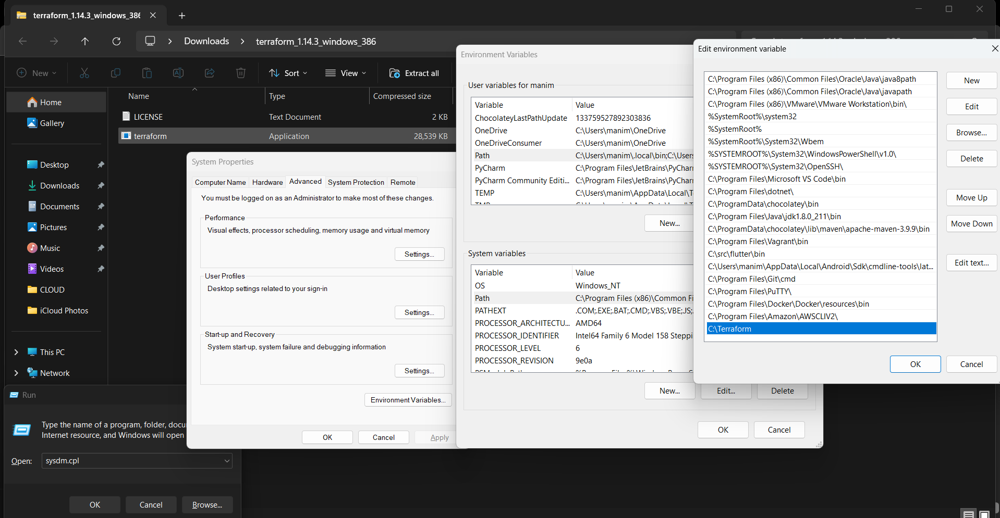 terraform_1.14.3_windows_386
Downloads
terraform_1.14.3_windows_386
New
Sort
View
Extract all
Home
Gallery
Desktop
Downloads
Documents
Pictures
Music
Videos
CLOUD
iCloud Photos
This PC
Network
Name Type Compressed size
LICENSE Text Document 2 KB
terraform Application 28,539 KB
Run
Type the name of a program, folder, docu
Internet resource, and Windows will open
Open: sysdm.cpl
OK Cancel Browse...
System Properties
Computer Name Hardware Advanced System Protection Remote
You must be logged on as an Administrator to make most of these changes.
Performance
Visual effects, processor scheduling, memory usage and virtual memory
Settings...
User Profiles
Desktop settings related to your sign-in
Settings...
Start-up and Recovery
System start-up, system failure and debugging information
Settings...
Environment Variables...
OK Cancel Apply
Environment Variables
User variables for manim
Variable Value
ChocolateyLastPathUpdate 133759527892303836
OneDrive C:\Users\manim\OneDrive
OneDriveConsumer C:\Users\manim\OneDrive
Path C:\Users\manim\.local\bin;C:\Users
PyCharm C:\Program Files\JetBrains\PyChar
PyCharm Community Editi... C:\Program Files\JetBrains\PyChar
TEMP C:\Users\manim\AppData\Local\T
New...
System variables
Variable Value
OS Windows_NT
Path C:\Program Files (x86)\Common Fi
PATHEXT .COM;.EXE;.BAT;.CMD;.VBS;.VBE;.JS;.
PROCESSOR_ARCHITECTU... AMD64
PROCESSOR_IDENTIFIER Intel64 Family 6 Model 158 Steppi
PROCESSOR_LEVEL 6
PROCESSOR_REVISION 9e0a
New... Edit... Delete
OK Cancel
Edit environment variable
C:\Program Files (x86)\Common Files\Oracle\Java\java8path
C:\Program Files (x86)\Common Files\Oracle\Java\javapath
C:\Program Files (x86)\VMware\VMware Workstation\bin\
%SystemRoot%\system32
%SystemRoot%
%SystemRoot%\System32\Wbem
%SYSTEMROOT%\System32\WindowsPowerShell\v1.0\
%SYSTEMROOT%\System32\OpenSSH\
C:\Program Files\Microsoft VS Code\bin
C:\Program Files\dotnet\
C:\ProgramData\chocolatey\bin
C:\Program Files\Java\jdk1.8.0_211\bin
C:\ProgramData\chocolatey\lib\maven\apache-maven-3.9.9\bin
C:\Program Files\Vagrant\bin
C:\src\flutter\bin
C:\Users\manim\AppData\Local\Android\Sdk\cmdline-tools\lat...
C:\Program Files\Git\cmd
C:\Program Files\PuTTY\
C:\Program Files\Docker\Docker\resources\bin
C:\Program Files\Amazon\AWSCLIV2\
C:\Terraform
New
Edit
Browse...
Delete
Move Up
Move Down
Edit text...
OK Cancel